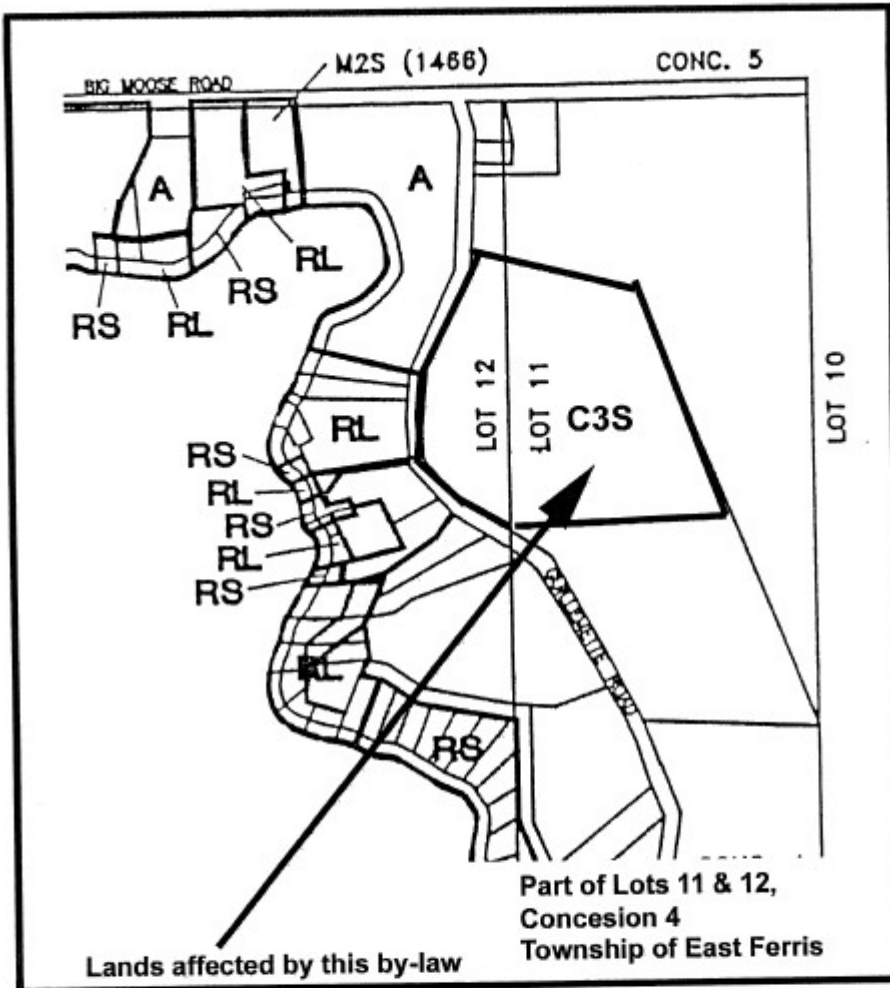 M2S (1466)
CONC. 5
BIG MOOSE ROAD
A
A
RL
RS
RS
RL
LOT 12
LOT 11
C3S
LOT 10
RL
RS
RL
RS
RL
RS
RL
RS
ROAD
Part of Lots 11 & 12,
Concesion 4
Township of East Ferris
Lands affected by this by-law